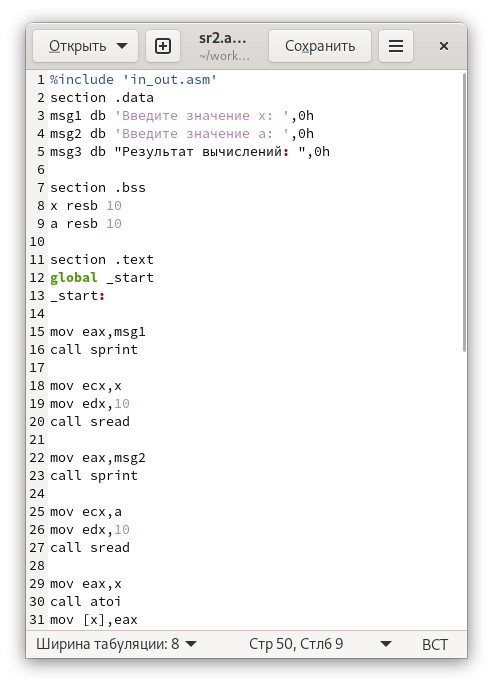 Открыть
sr2.a...
~/work...
Сохранить
1 %include 'in_out.asm'
2 section .data
3 msg1 db 'Введите значение x: ',0h
4 msg2 db 'Введите значение a: ',0h
5 msg3 db "Результат вычислений: ",0h
6
7 section .bss
8 x resb 10
9 a resb 10
10
11 section .text
12 global _start
13 _start:
14
15 mov eax,msg1
16 call sprint
17
18 mov ecx,x
19 mov edx,10
20 call sread
21
22 mov eax,msg2
23 call sprint
24
25 mov ecx,a
26 mov edx,10
27 call sread
28
29 mov eax,x
30 call atoi
31 mov [x],eax
Ширина табуляции: 8 Стр 50, Стлб 9 ВСТ